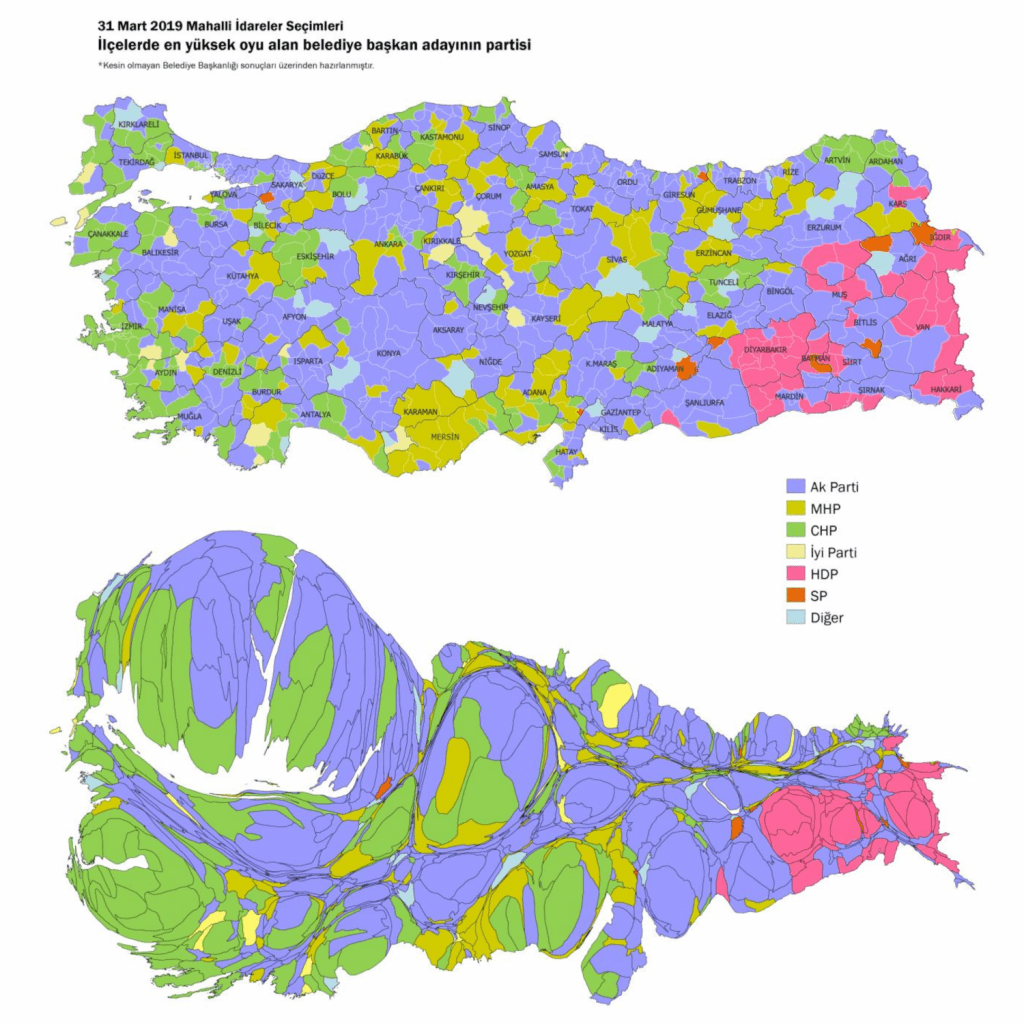 31 Mart 2019 Mahalli İdareler Seçimleri
İlçelerde en yüksek oyu alan belediye başkan adayının partisi
*Kesin olmayan Belediye Başkanlığı sonuçları üzerinden hazırlanmıştır.
KIRKLARELİ
TEKİRDAĞ
İSTANBUL
YALOVA
SAKARYA
DÜZCE
BOLU
BARTIN
KARABÜK
KASTAMONU
SİNOP
SAMSUN
ÇANKIRI
ÇORUM
AMASYA
TOKAT
ORDU
GİRESUN
TRABZON
GÜMÜŞHANE
RİZE
ARTVİN
ARDAHAN
KARS
IĞDIR
ERZURUM
AĞRI
ÇANAKKALE
BALIKESİR
BURSA
BİLECİK
ESKİŞEHİR
KÜTAHYA
ANKARA
KIRIKKALE
YOZGAT
KIRŞEHİR
NEVŞEHİR
KAYSERİ
SİVAS
ERZİNCAN
TUNCELİ
BİNGÖL
MUŞ
BİTLİS
VAN
MANİSA
İZMİR
UŞAK
AFYON
AYDIN
DENİZLİ
ISPARTA
BURDUR
MUĞLA
ANTALYA
KONYA
AKSARAY
NİĞDE
KARAMAN
MERSİN
ADANA
K.MARAŞ
MALATYA
ELAZIĞ
ADIYAMAN
DİYARBAKIR
BATMAN
SİİRT
ŞIRNAK
HAKKARİ
MARDİN
ŞANLIURFA
GAZİANTEP
KİLİS
HATAY
Ak Parti
MHP
CHP
İyi Parti
HDP
SP
Diğer